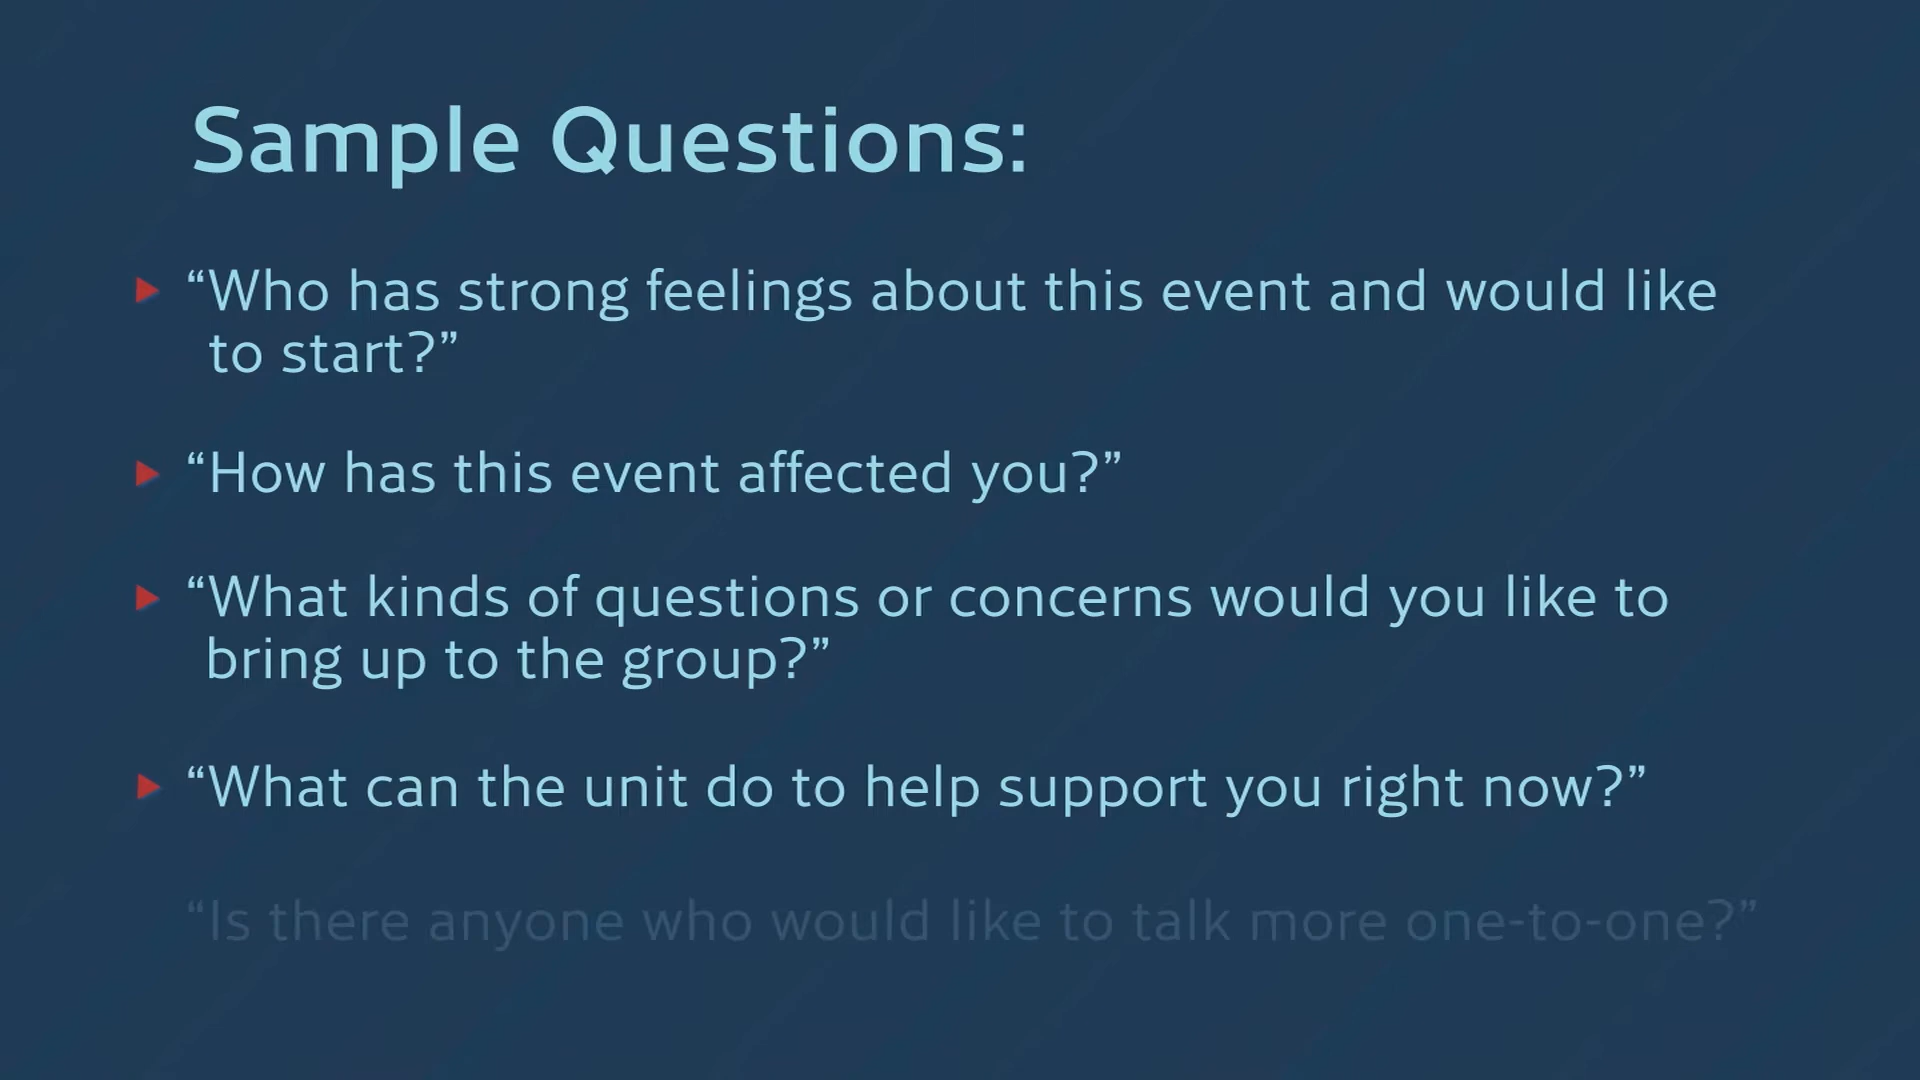 Sample Questions:
“Who has strong feelings about this event and would like
to start?”
“How has this event affected you?”
“What kinds of questions or concerns would you like to
bring up to the group?”
“What can the unit do to help support you right now?”
“Is there anyone who would like to talk more one-to-one?”